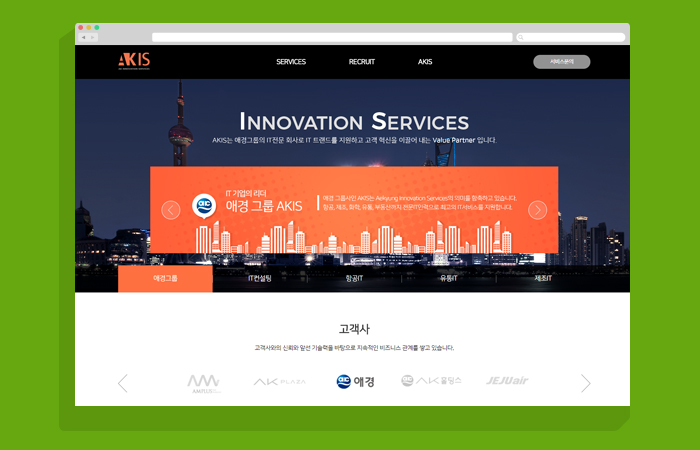 AKIS
SERVICES
RECRUIT
AKIS
서비스문의
INNOVATION SERVICES
AKIS는 애경그룹의 IT전문 회사로 IT 트랜드를 지원하고 고객 혁신을 이끌어 내는 Value Partner 입니다.
IT 기업의 리더
애경 그룹 AKIS
애경 그룹사인 AKIS는 Aekyung Innovation Services의 의미를 함축하고 있습니다.
항공, 제조, 화학, 유통, 부동산까지 전문IT인력으로 최고의 IT서비스를 지원합니다.
애경그룹
IT컨설팅
항공IT
유통IT
제조IT
고객사
고객사와의 신뢰와 앞선 기술력을 바탕으로 지속적인 비즈니스 관계를 쌓고 있습니다.
AK PLAZA
애경
AK홀딩스
JEJUair